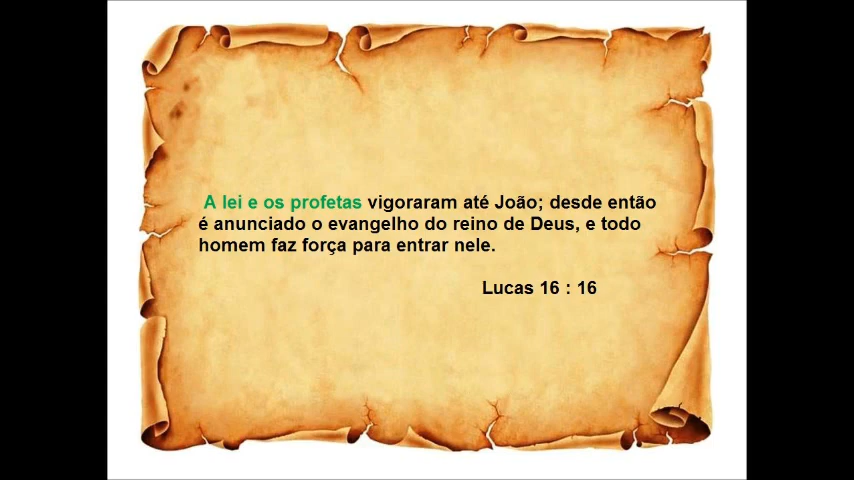 A lei e os profetas vigoraram até João; desde então
é anunciado o evangelho do reino de Deus, e todo
homem faz força para entrar nele.
Lucas 16 : 16